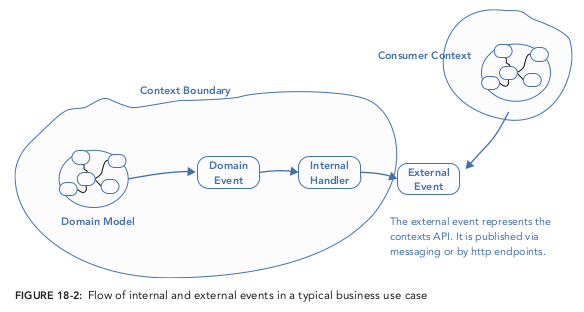 Consumer Context
Context Boundary
Domain
Event
Internal
Handler
External
Event
Domain Model
The external event represents the
contexts API. It is published via
messaging or by http endpoints.
FIGURE 18-2: Flow of internal and external events in a typical business use case